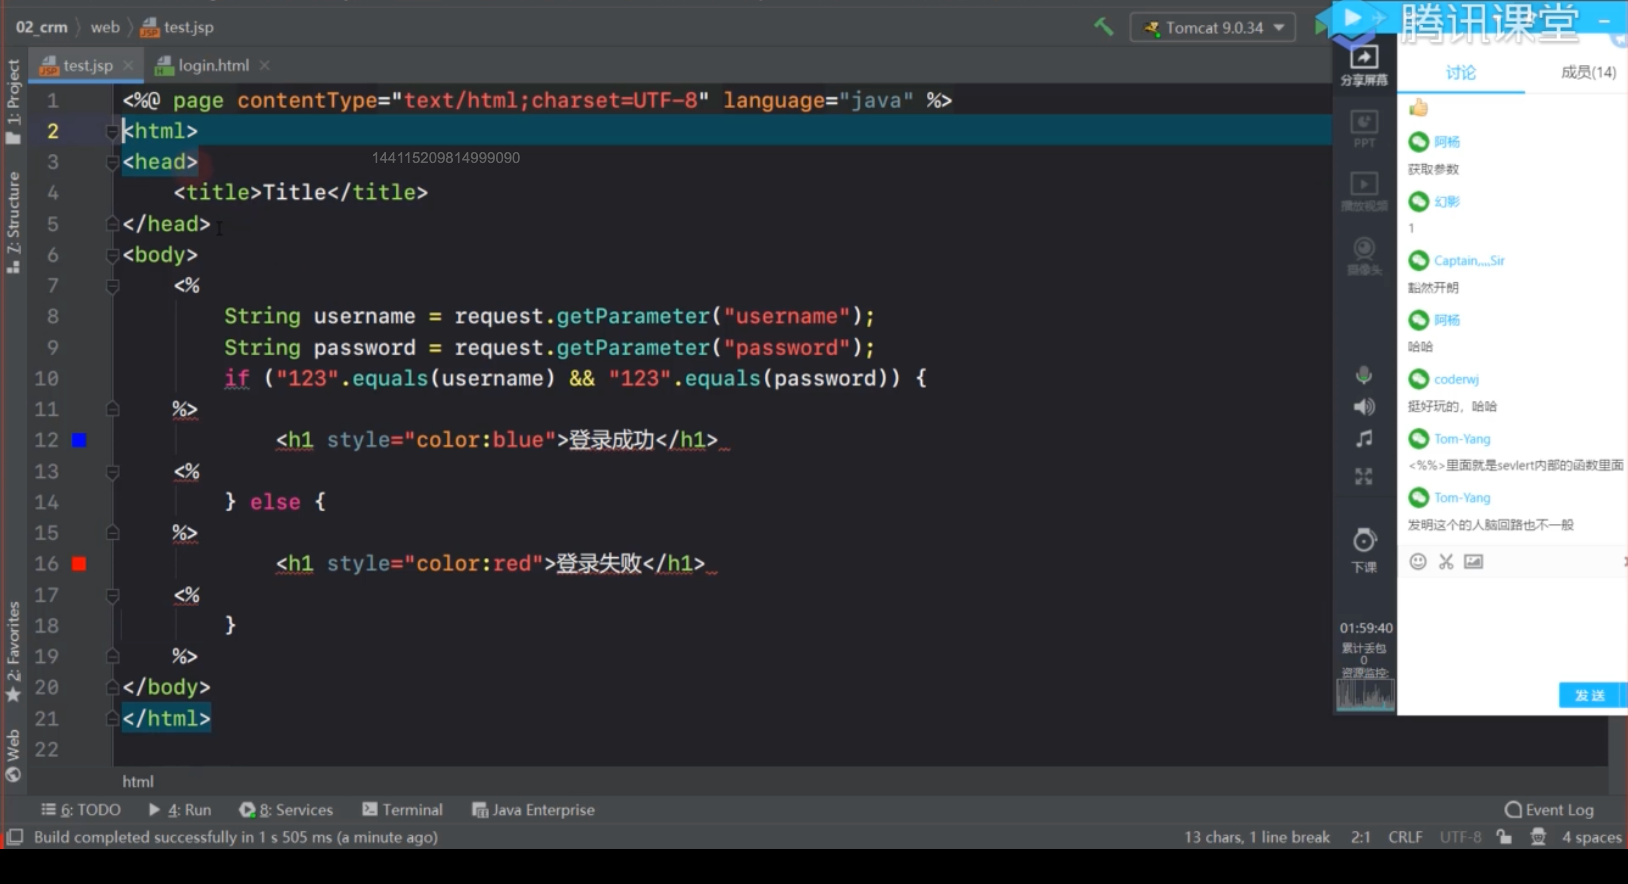 02_crm web test.jsp
Tomcat 9.0.34
腾讯课堂
test.jsp login.html
1: Project
7: Structure
2: Favorites
Web
1 <%@ page contentType="text/html;charset=UTF-8" language="java" %>
2 <html>
3 <head>
144115209814999090
4 <title>Title</title>
5 </head>
6 <body>
7 <%
8 String username = request.getParameter("username");
9 String password = request.getParameter("password");
10 if ("123".equals(username) && "123".equals(password)) {
11 %>
12 <h1 style="color:blue">登录成功</h1>
13 <%
14 } else {
15 %>
16 <h1 style="color:red">登录失败</h1>
17 <%
18 }
19 %>
20 </body>
21 </html>
22
html
分享屏幕
PPT
播放视频
摄像头
下课
01:59:40
累计丢包
0
资源监控:
讨论 成员(14)
阿杨
获取参数
幻影
1
Captain,,,,Sir
豁然开朗
阿杨
哈哈
coderwj
挺好玩的，哈哈
Tom-Yang
<%%>里面就是sevlert内部的函数里面
Tom-Yang
发明这个的人脑回路也不一般
发送
6: TODO 4: Run 8: Services Terminal Java Enterprise Event Log
Build completed successfully in 1 s 505 ms (a minute ago) 13 chars, 1 line break 2:1 CRLF UTF-8 4 spaces